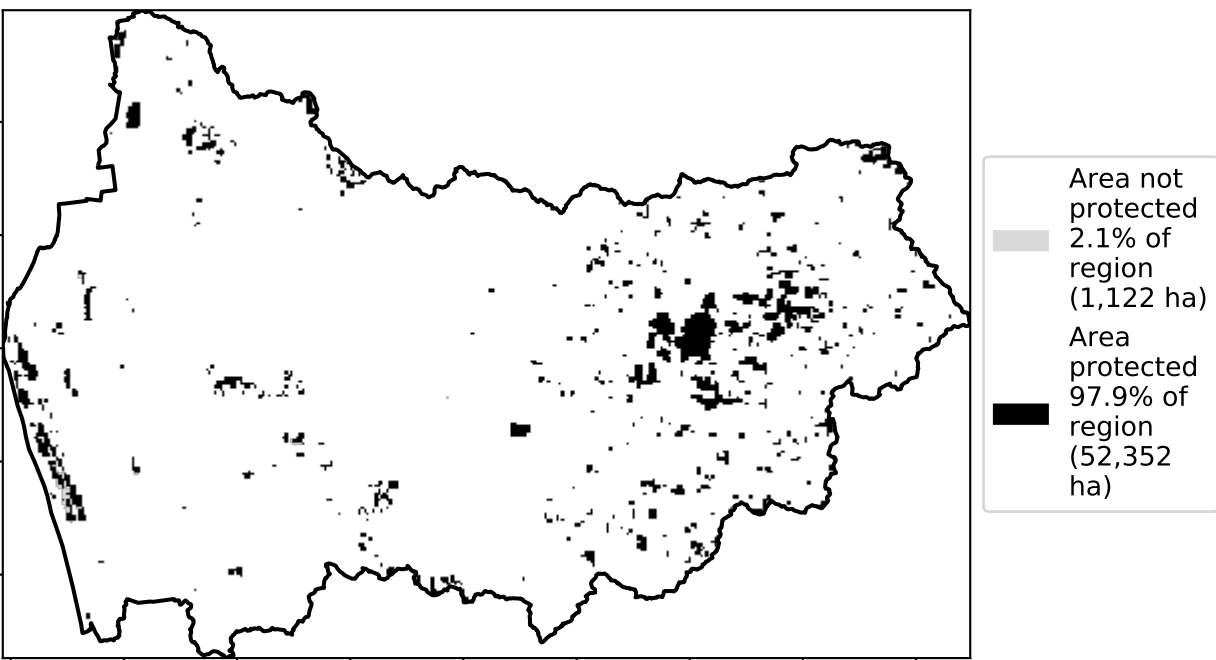 Area not
protected
2.1% of
region
(1,122 ha)
Area
protected
97.9% of
region
(52,352
ha)